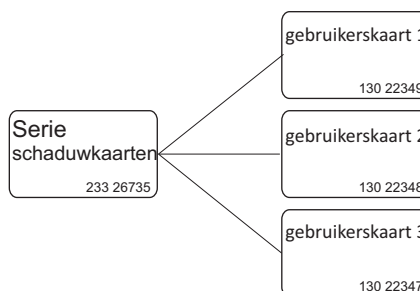 gebruikerskaart 1
130 22349
Serie
schaduwkaarten
233 26735
gebruikerskaart 2
130 22348
gebruikerskaart 3
130 22347